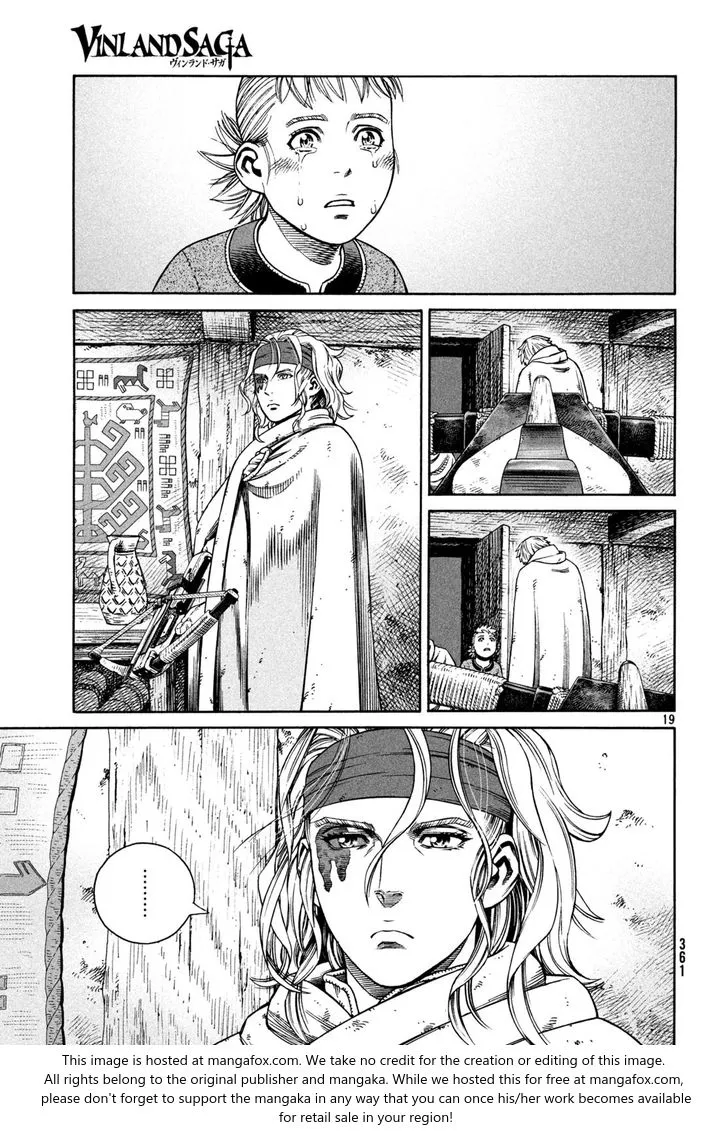 VINLAND SAGA
ヴィンランド・サガ
19
………
361
This image is hosted at mangafox.com. We take no credit for the creation or editing of this image.
All rights belong to the original publisher and mangaka. While we hosted this for free at mangafox.com,
please don't forget to support the mangaka in any way that you can once his/her work becomes available
for retail sale in your region!